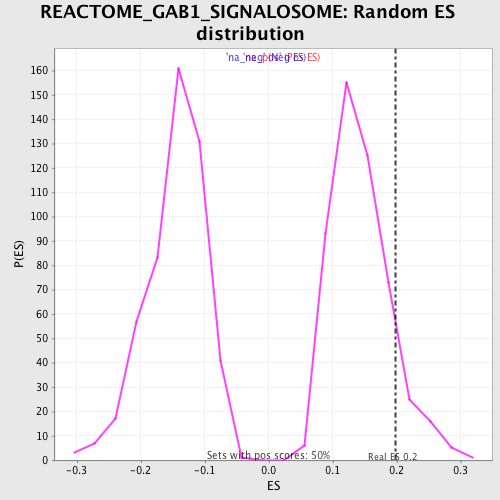 REACTOME_GAB1_SIGNALOSOME: Random ES
distribution
160
150
140
130
120
110
100
90
80
70
60
50
40
30
20
10
0
P(ES)
Sets with pos scores: 50%
Real ES 0.2
-0.3 -0.2 -0.1 0.0 0.1 0.2 0.3
ES